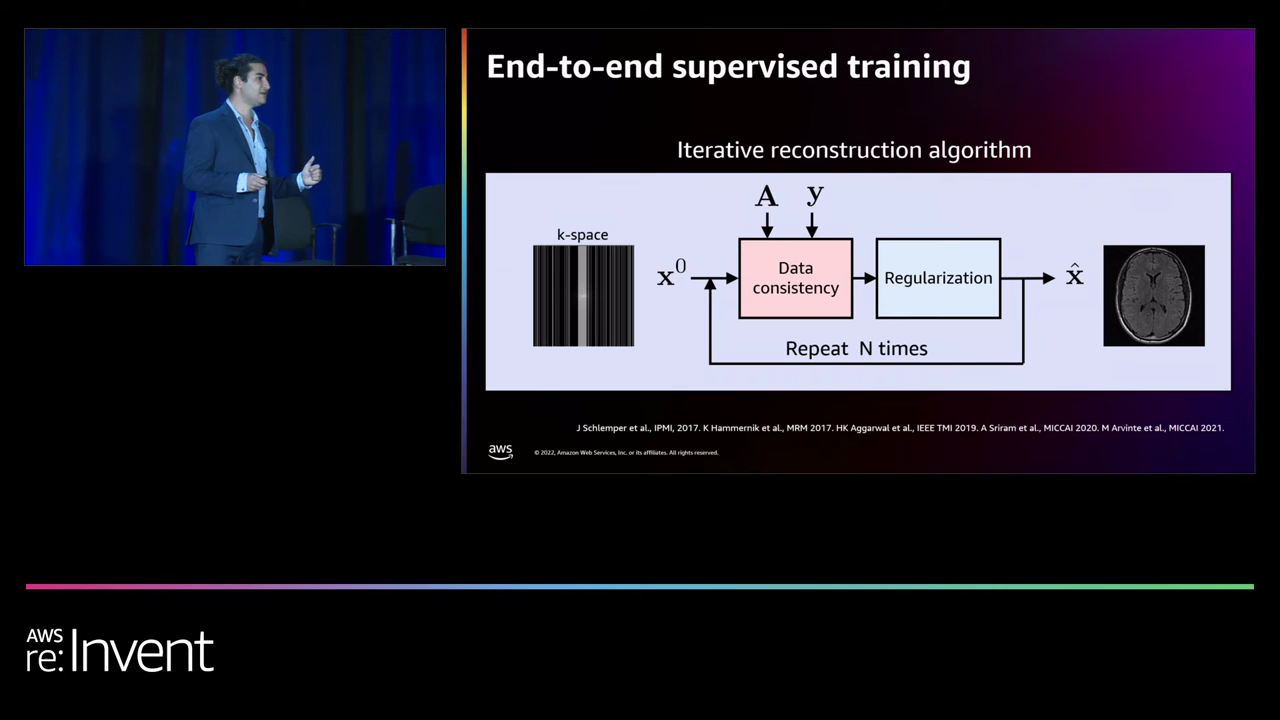 End-to-end supervised training
Iterative reconstruction algorithm
A y
k-space
x⁰
Data
consistency
Regularization
x̂
Repeat N times
J Schlemper et al., IPMI, 2017. K Hammernik et al., MRM 2017. HK Aggarwal et al., IEEE TMI 2019. A Sriram et al., MICCAI 2020. M Arvinte et al., MICCAI 2021.
aws
© 2022, Amazon Web Services, Inc. or its affiliates. All rights reserved.
AWS
re:Invent